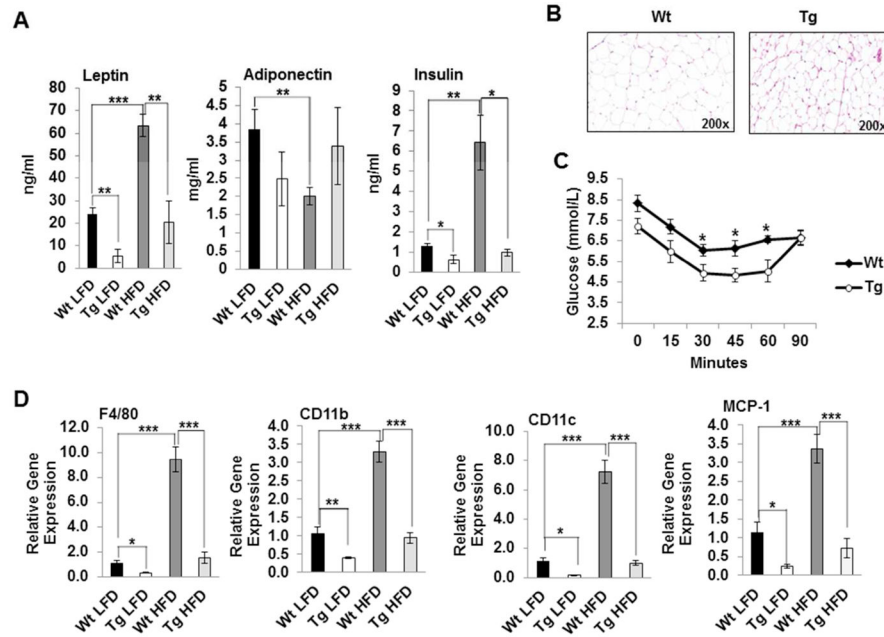 A
Leptin
ng/ml
80
70
60
50
40
30
20
10
0
***
**
**
Wt LFD
Tg LFD
Wt HFD
Tg HFD
Adiponectin
mg/ml
4.5
4
3.5
3
2.5
2
1.5
1
0.5
0
**
Wt LFD
Tg LFD
Wt HFD
Tg HFD
Insulin
ng/ml
9
8
7
6
5
4
3
2
1
0
**
*
*
Wt LFD
Tg LFD
Wt HFD
Tg HFD
B
Wt
Tg
200x
200x
C
Glucose (mmol/L)
9.5
8.5
7.5
6.5
5.5
4.5
3.5
2.5
* * *
0 15 30 45 60 90
Minutes
Wt
Tg
D
F4/80
Relative Gene
Expression
12.0
10.0
8.0
6.0
4.0
2.0
0.0
***
***
*
Wt LFD
Tg LFD
Wt HFD
Tg HFD
CD11b
Relative Gene
Expression
4.0
3.5
3.0
2.5
2.0
1.5
1.0
0.5
0.0
***
***
**
Wt LFD
Tg LFD
Wt HFD
Tg HFD
CD11c
Relative Gene
Expression
10.0
8.0
6.0
4.0
2.0
0.0
***
***
*
Wt LFD
Tg LFD
Wt HFD
Tg HFD
MCP-1
Relative Gene
Expression
4.0
3.5
3.0
2.5
2.0
1.5
1.0
0.5
0.0
***
***
*
Wt LFD
Tg LFD
Wt HFD
Tg HFD